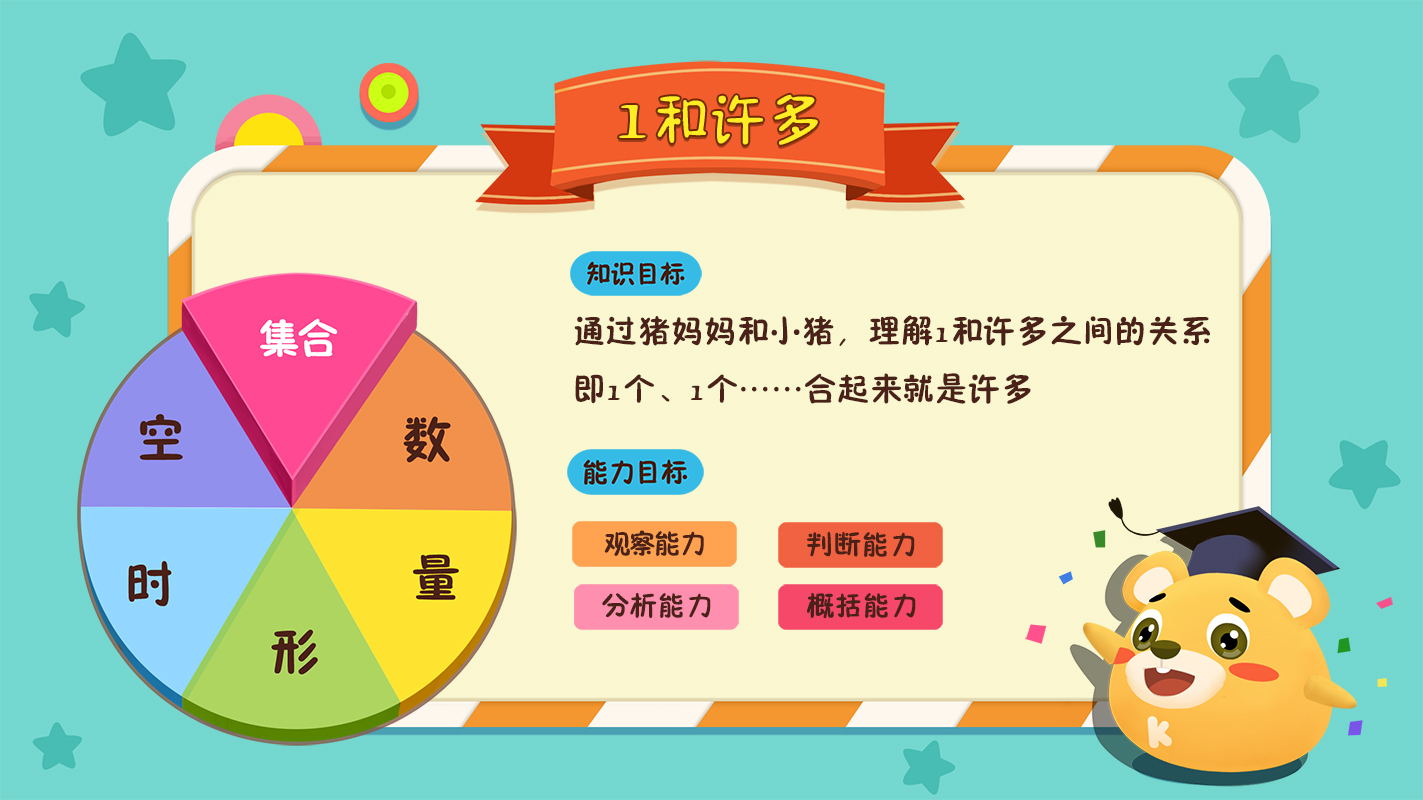 1和许多
集合
空
数
时
量
形
知识目标
通过猪妈妈和小猪，理解1和许多之间的关系
即1个、1个……合起来就是许多
能力目标
观察能力
判断能力
分析能力
概括能力
K